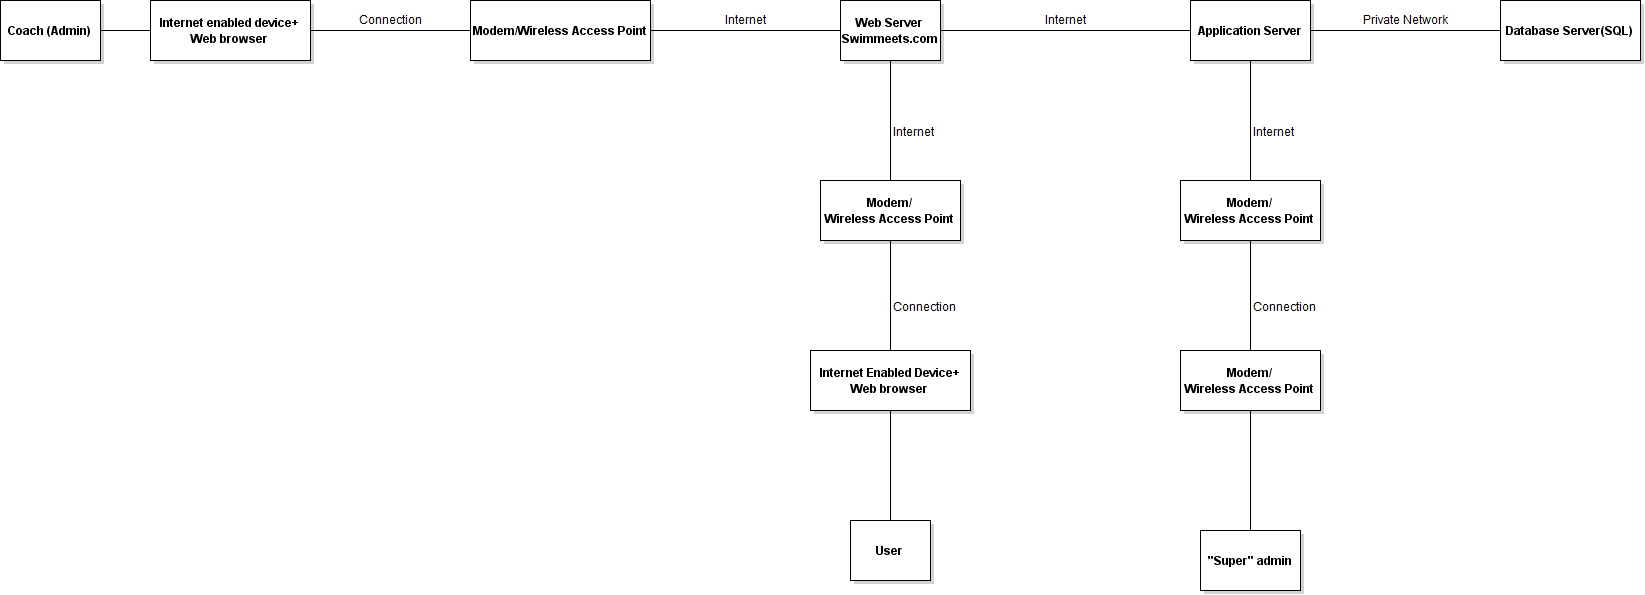 Coach (Admin)
Internet enabled device+
Web browser
Connection
Modem/Wireless Access Point
Internet
Web Server
Swimmeets.com
Internet
Application Server
Private Network
Database Server(SQL)
Internet
Internet
Modem/
Wireless Access Point
Modem/
Wireless Access Point
Connection
Connection
Internet Enabled Device+
Web browser
Modem/
Wireless Access Point
User
"Super" admin